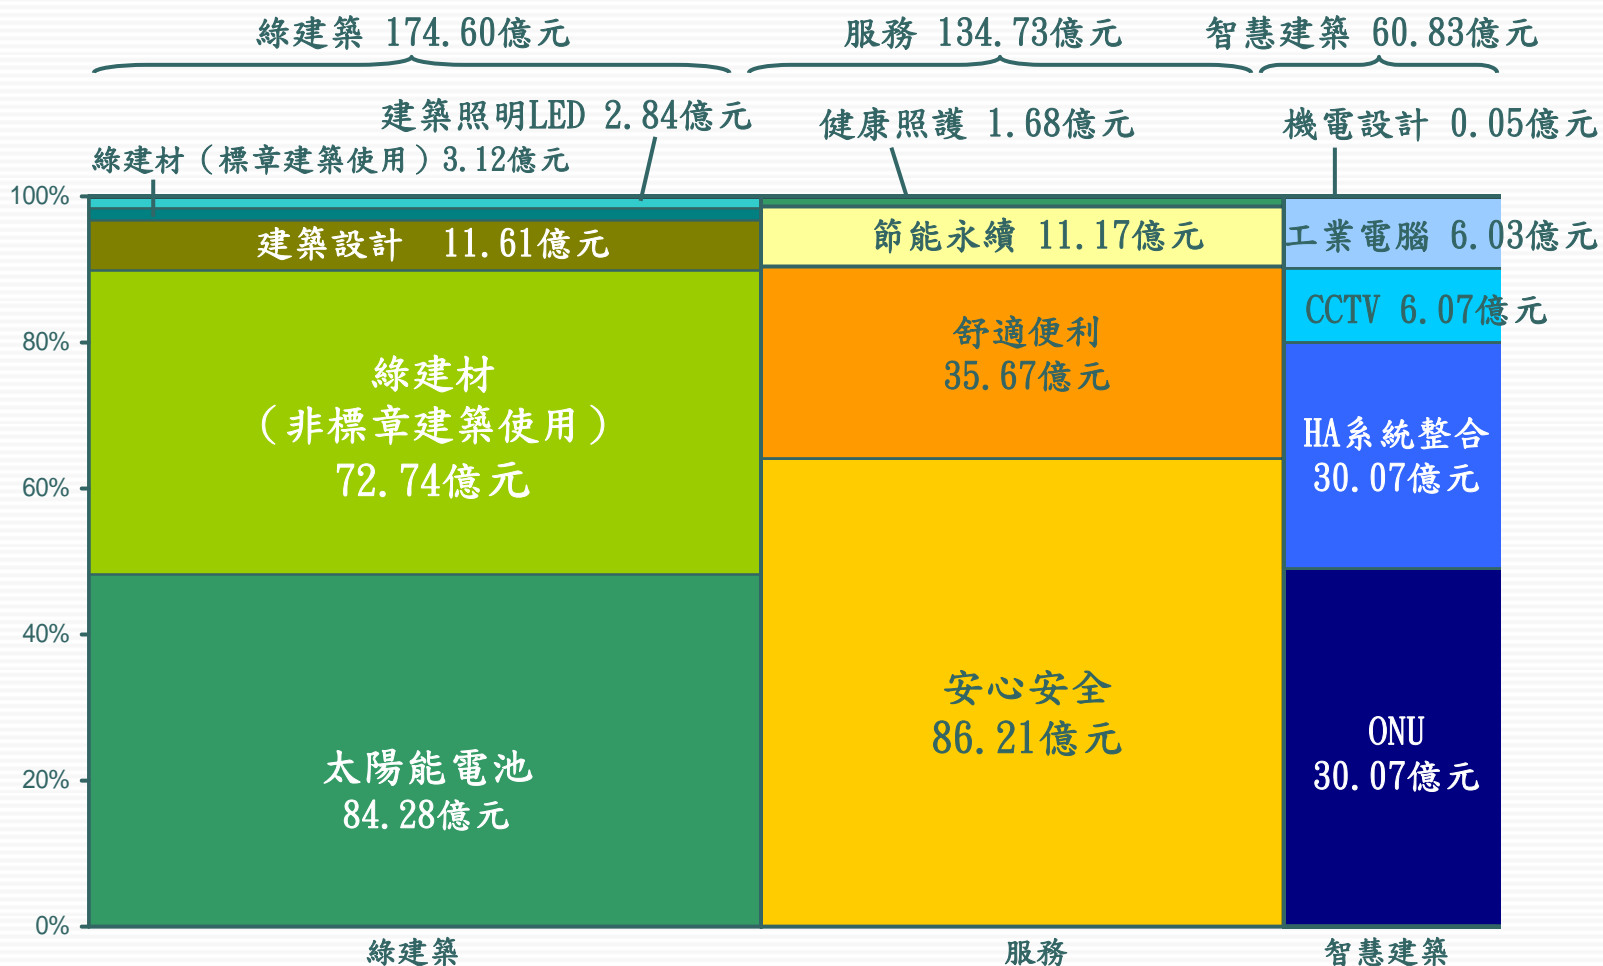 綠建築 174.60億元
服務 134.73億元
智慧建築 60.83億元
建築照明LED 2.84億元
健康照護 1.68億元
機電設計 0.05億元
綠建材（標章建築使用）3.12億元
100%
建築設計 11.61億元
節能永續 11.17億元
工業電腦 6.03億元
CCTV 6.07億元
80%
舒適便利
35.67億元
綠建材
（非標章建築使用）
72.74億元
HA系統整合
30.07億元
60%
40%
安心安全
86.21億元
ONU
30.07億元
20%
太陽能電池
84.28億元
0%
綠建築
服務
智慧建築